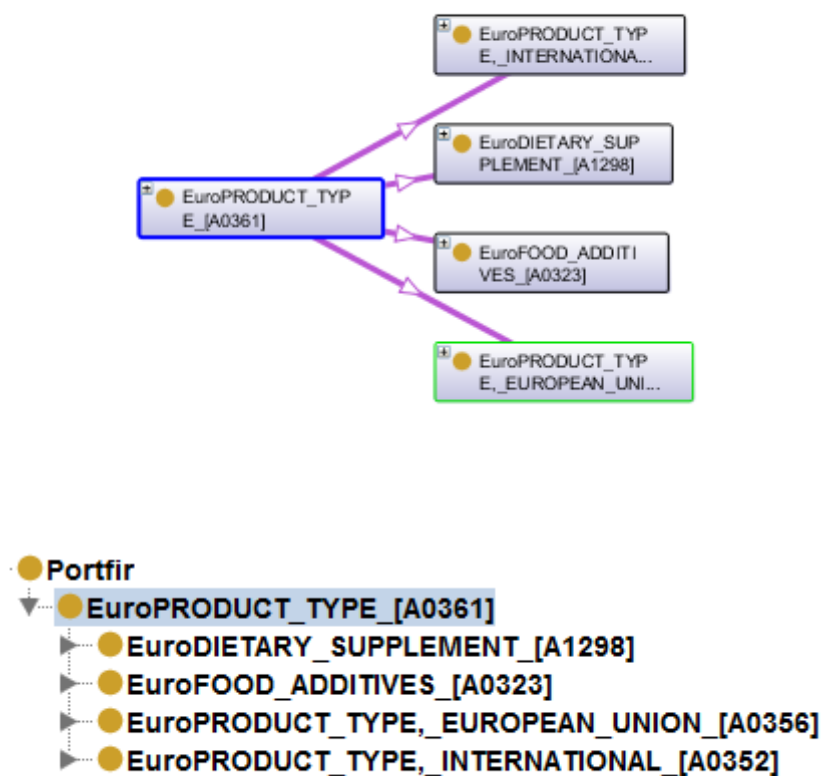 EuroPRODUCT_TYP
E,_INTERNATIONA...
EuroDIETARY_SUP
PLEMENT_[A1298]
EuroPRODUCT_TYP
E_[A0361]
EuroFOOD_ADDITI
VES_[A0323]
EuroPRODUCT_TYP
E,_EUROPEAN_UNI...
Portfir
EuroPRODUCT_TYPE_[A0361]
EuroDIETARY_SUPPLEMENT_[A1298]
EuroFOOD_ADDITIVES_[A0323]
EuroPRODUCT_TYPE,_EUROPEAN_UNION_[A0356]
EuroPRODUCT_TYPE,_INTERNATIONAL_[A0352]